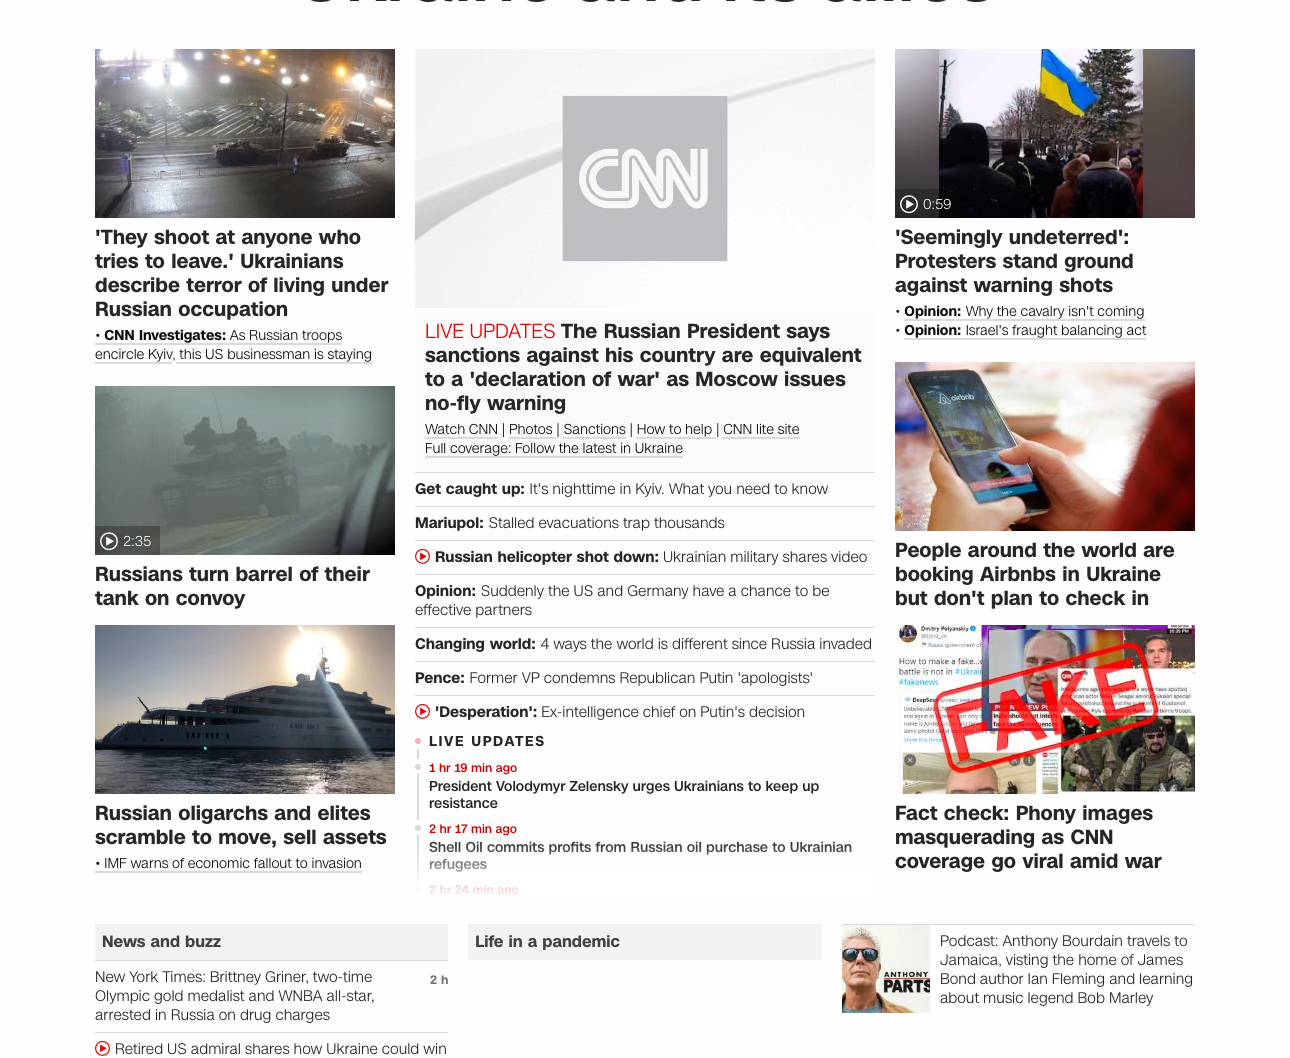 'They shoot at anyone who
tries to leave.' Ukrainians
describe terror of living under
Russian occupation
• CNN Investigates: As Russian troops
encircle Kyiv, this US businessman is staying
2:35
Russians turn barrel of their
tank on convoy
Russian oligarchs and elites
scramble to move, sell assets
• IMF warns of economic fallout to invasion
CNN
LIVE UPDATES The Russian President says
sanctions against his country are equivalent
to a 'declaration of war' as Moscow issues
no-fly warning
Watch CNN | Photos | Sanctions | How to help | CNN lite site
Full coverage: Follow the latest in Ukraine
Get caught up: It's nighttime in Kyiv. What you need to know
Mariupol: Stalled evacuations trap thousands
Russian helicopter shot down: Ukrainian military shares video
Opinion: Suddenly the US and Germany have a chance to be
effective partners
Changing world: 4 ways the world is different since Russia invaded
Pence: Former VP condemns Republican Putin 'apologists'
'Desperation': Ex-intelligence chief on Putin's decision
LIVE UPDATES
1 hr 19 min ago
President Volodymyr Zelensky urges Ukrainians to keep up
resistance
2 hr 17 min ago
Shell Oil commits profits from Russian oil purchase to Ukrainian
refugees
2 hr 24 min ago
0:59
'Seemingly undeterred':
Protesters stand ground
against warning shots
• Opinion: Why the cavalry isn't coming
• Opinion: Israel's fraught balancing act
airbnb
People around the world are
booking Airbnbs in Ukraine
but don't plan to check in
Dmitry Polyanskiy
How to make a fake...
battle is not in #Ukrai
#fakenews
FAKE
Fact check: Phony images
masquerading as CNN
coverage go viral amid war
News and buzz
New York Times: Brittney Griner, two-time
Olympic gold medalist and WNBA all-star,
arrested in Russia on drug charges
2 h
Retired US admiral shares how Ukraine could win
Life in a pandemic
ANTHONY
PARTS
Podcast: Anthony Bourdain travels to
Jamaica, visting the home of James
Bond author Ian Fleming and learning
about music legend Bob Marley